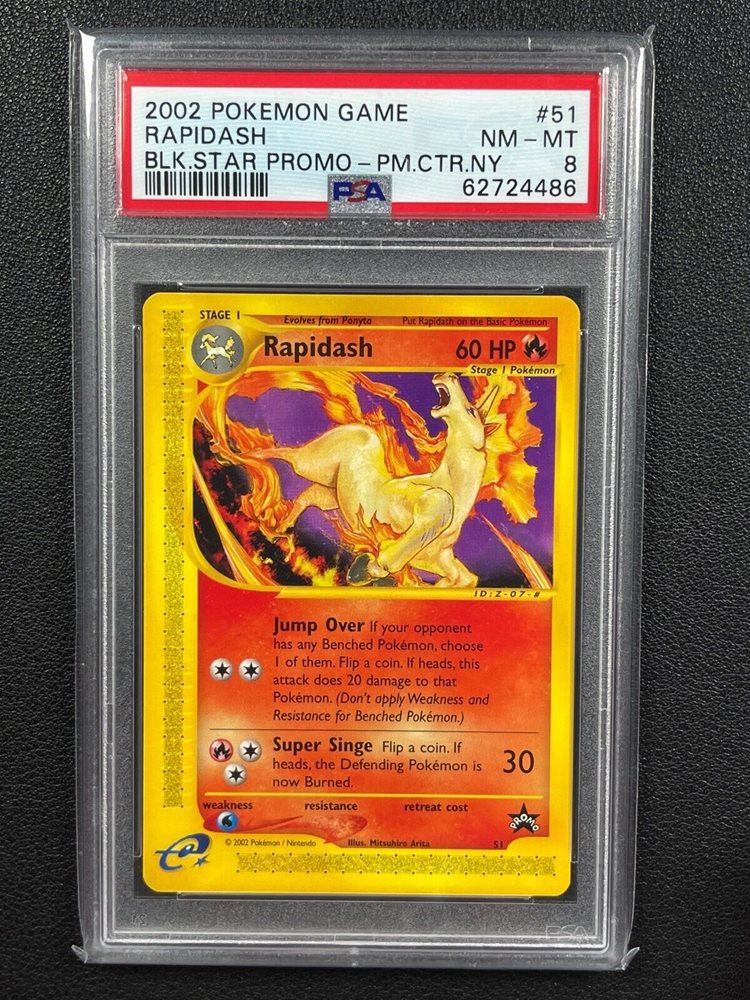 2002 POKEMON GAME #51
RAPIDASH NM - MT
BLK.STAR PROMO - PM.CTR.NY 8
PSA 62724486
STAGE 1 Evolves from Ponyta Put Rapidash on the Basic Pokémon
Rapidash 60 HP
Stage 1 Pokémon
ID:Z-07-#
Jump Over If your opponent
has any Benched Pokémon, choose
1 of them. Flip a coin. If heads, this
attack does 20 damage to that
Pokémon. (Don't apply Weakness and
Resistance for Benched Pokémon.)
Super Singe Flip a coin. If
heads, the Defending Pokémon is
now Burned.
30
weakness resistance retreat cost
PROMO
e
© 2002 Pokémon / Nintendo Illus. Mitsuhiro Arita 51
PSA